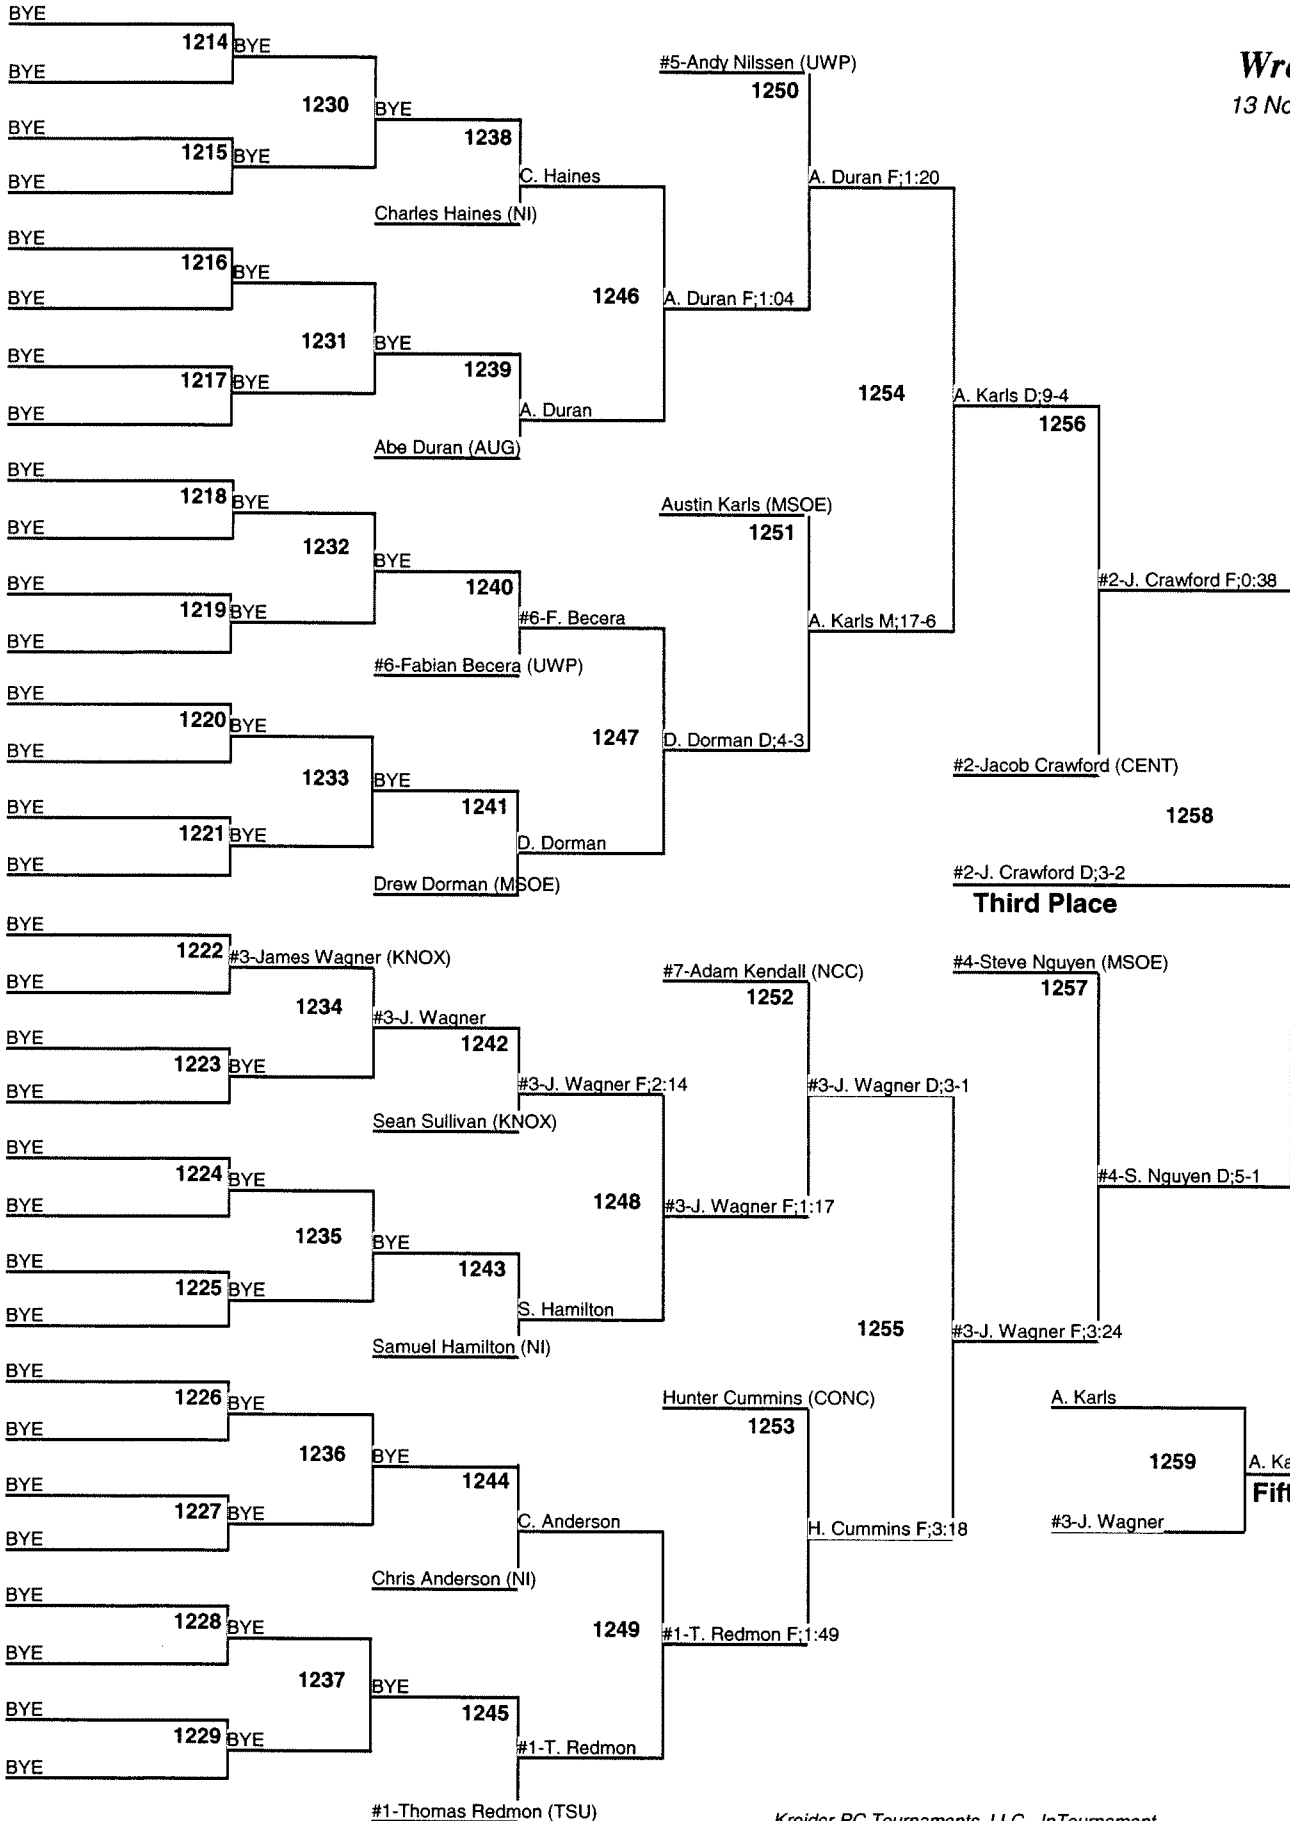 BYE
1214 BYE
BYE
#5-Andy Nilssen (UWP)
1250
13
1230 BYE
1238
BYE
1215 BYE
BYE
C. Haines
A. Duran F;1:20
Charles Haines (NI)
BYE
1216 BYE
BYE
1246 A. Duran F;1:04
1231 BYE
1239
BYE
1217 BYE
BYE
A. Duran
1254 A. Karls D;9-4
1256
Abe Duran (AUG)
BYE
1218 BYE
BYE
Austin Karls (MSOE)
1251
1232 BYE
1240
BYE
1219 BYE
BYE
#2-J. Crawford F;0:38
#6-F. Becera
A. Karls M;17-6
#6-Fabian Becera (UWP)
BYE
1220 BYE
BYE
1247 D. Dorman D;4-3
#2-Jacob Crawford (CENT)
1233 BYE
1241
1258
BYE
1221 BYE
BYE
D. Dorman
Drew Dorman (MSOE)
#2-J. Crawford D;3-2
Third Place
BYE
1222 #3-James Wagner (KNOX)
BYE
#7-Adam Kendall (NCC)
1252
#4-Steve Nguyen (MSOE)
1257
1234 #3-J. Wagner
1242
BYE
1223 BYE
BYE
#3-J. Wagner F;2:14
#3-J. Wagner D;3-1
Sean Sullivan (KNOX)
BYE
1224 BYE
BYE
1248 #3-J. Wagner F;1:17
#4-S. Nguyen D;5-1
1235 BYE
1243
BYE
1225 BYE
BYE
S. Hamilton
1255 #3-J. Wagner F;3:24
Samuel Hamilton (NI)
BYE
1226 BYE
BYE
Hunter Cummins (CONC)
1253
A. Karls
1236 BYE
1244
1259 A.
BYE
1227 BYE
BYE
C. Anderson
H. Cummins F;3:18
#3-J. Wagner
Chris Anderson (NI)
BYE
1228 BYE
BYE
1249 #1-T. Redmon F;1:49
1237 BYE
1245
BYE
1229 BYE
BYE
#1-T. Redmon
#1-Thomas Redmon (TSU)